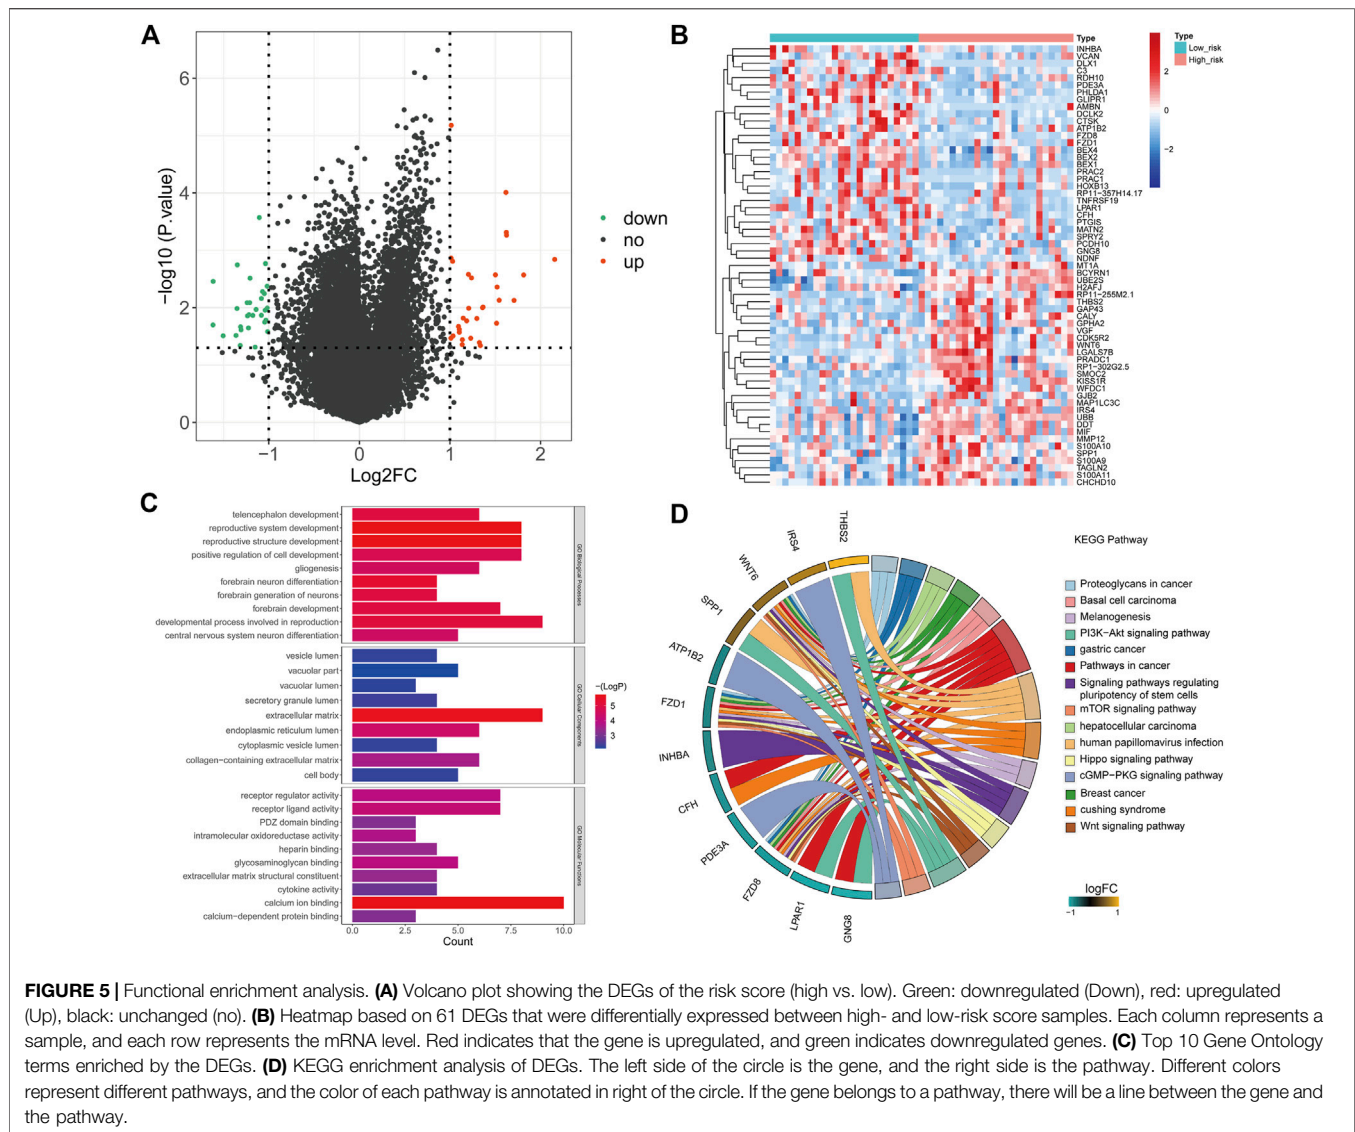 A
6
4
2
0
−log10 (P.value)
−1
0
1
2
Log2FC
down
no
up
B
Type
INHBA
VCAN
DLX1
C3
RDH10
PDE3A
PHLDA1
GLIPR1
AMBN
DCLK2
CTSK
ATP1B2
FZD8
FZD1
BEX4
BEX2
BEX1
PRAC2
PRAC1
HOXB13
RP11−357H14.17
TNFRSF19
LPAR1
CFH
PTGIS
MATN2
SPRY2
PCDH10
GNG8
NDNF
MT1A
BCYRN1
UBE2S
H2AFJ
RP11−255M2.1
THBS2
GAP43
CALY
GPHA2
VGF
CDK5R2
WNT6
LGALS7B
PRADC1
RP1−302G2.5
SMOC2
KISS1R
WFDC1
GJB2
MAP1LC3C
IRS4
UBB
DDT
MIF
MMP12
S100A10
SPP1
S100A9
TAGLN2
S100A11
CHCHD10
2
0
−2
Type
Low_risk
High_risk
C
telencephalon development
reproductive system development
reproductive structure development
positive regulation of cell development
gliogenesis
forebrain neuron differentiation
forebrain generation of neurons
forebrain development
developmental process involved in reproduction
central nervous system neuron differentiation
GO Biological Processes
vesicle lumen
vacuolar part
vacuolar lumen
secretory granule lumen
extracellular matrix
endoplasmic reticulum lumen
cytoplasmic vesicle lumen
collagen-containing extracellular matrix
cell body
GO Cellular Components
receptor regulator activity
receptor ligand activity
PDZ domain binding
intramolecular oxidoreductase activity
heparin binding
glycosaminoglycan binding
extracellular matrix structural constituent
cytokine activity
calcium ion binding
calcium−dependent protein binding
GO Molecular Functions
0.0
2.5
5.0
7.5
10.0
Count
−(LogP)
5
4
3
D
THBS2
IRS4
WNT6
SPP1
ATP1B2
FZD1
INHBA
CFH
PDE3A
FZD8
LPAR1
GNG8
KEGG Pathway
Proteoglycans in cancer
Basal cell carcinoma
Melanogenesis
PI3K−Akt signaling pathway
gastric cancer
Pathways in cancer
Signaling pathways regulating
pluripotency of stem cells
mTOR signaling pathway
hepatocellular carcinoma
human papillomavirus infection
Hippo signaling pathway
cGMP−PKG signaling pathway
Breast cancer
cushing syndrome
Wnt signaling pathway
logFC
−1
1
FIGURE 5 | Functional enrichment analysis. (A) Volcano plot showing the DEGs of the risk score (high vs. low). Green: downregulated (Down), red: upregulated
(Up), black: unchanged (no). (B) Heatmap based on 61 DEGs that were differentially expressed between high- and low-risk score samples. Each column represents a
sample, and each row represents the mRNA level. Red indicates that the gene is upregulated, and green indicates downregulated genes. (C) Top 10 Gene Ontology
terms enriched by the DEGs. (D) KEGG enrichment analysis of DEGs. The left side of the circle is the gene, and the right side is the pathway. Different colors
represent different pathways, and the color of each pathway is annotated in right of the circle. If the gene belongs to a pathway, there will be a line between the gene and
the pathway.